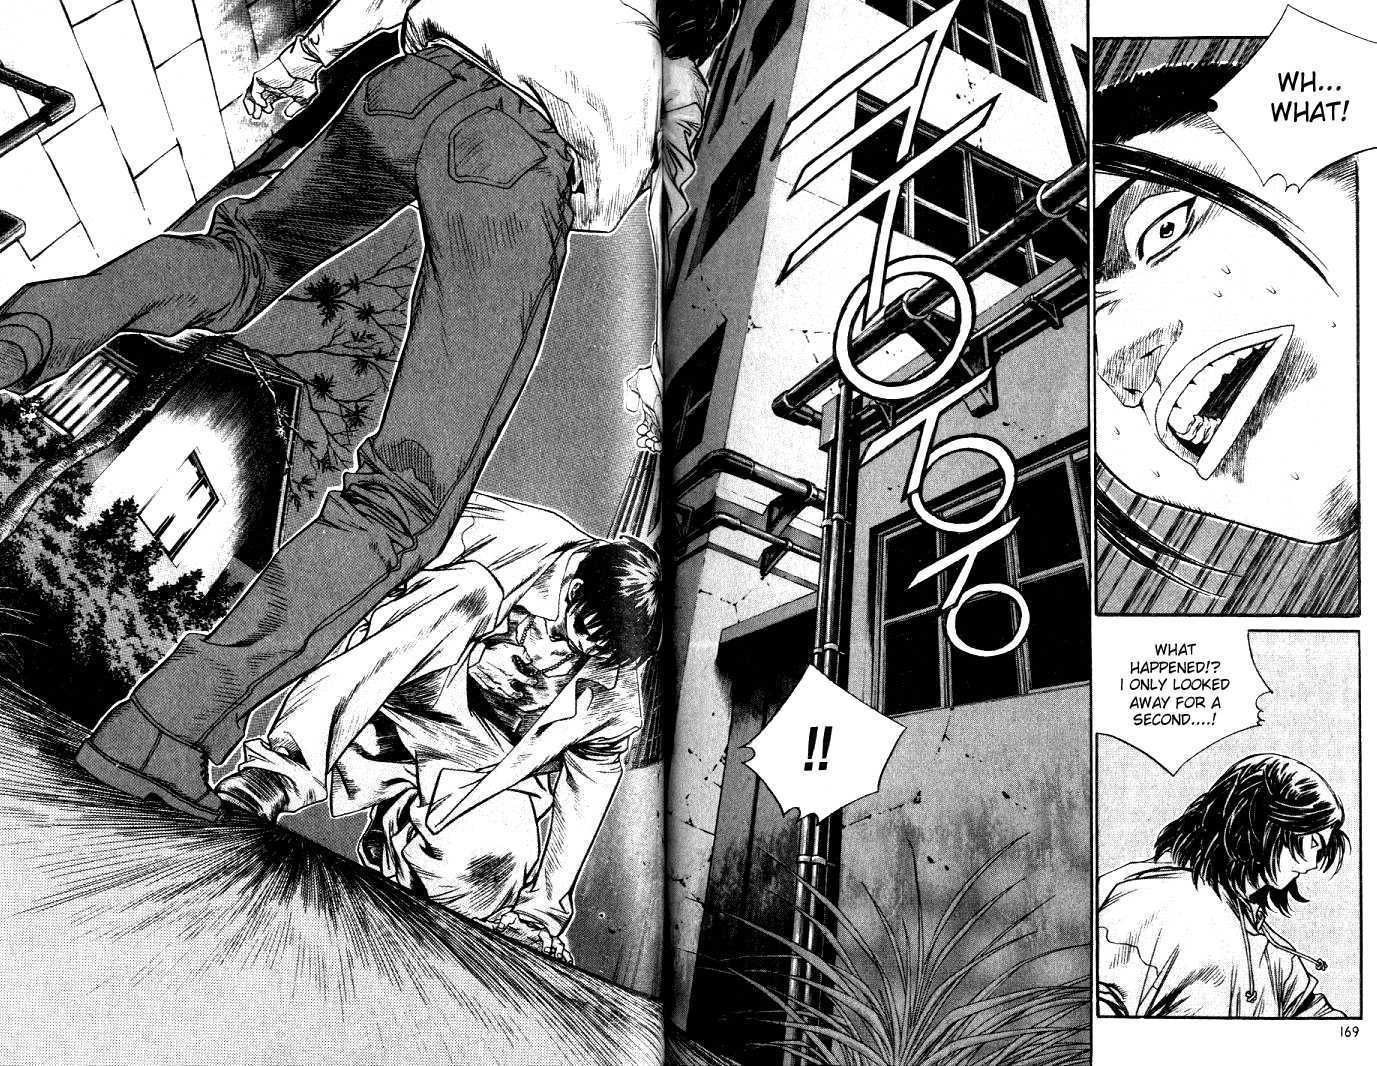 WH...
WHAT!
WHAT
HAPPENED!?
I ONLY LOOKED
AWAY FOR A
SECOND....!
169
!!